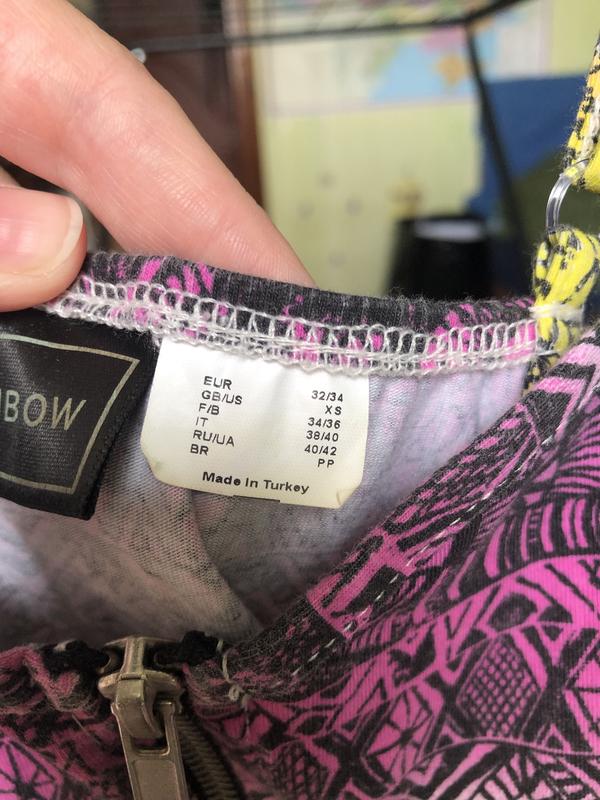 BOW
EUR 32/34
GB/US XS
F/B 34/36
IT 38/40
RU/UA 40/42
BR PP
Made In Turkey